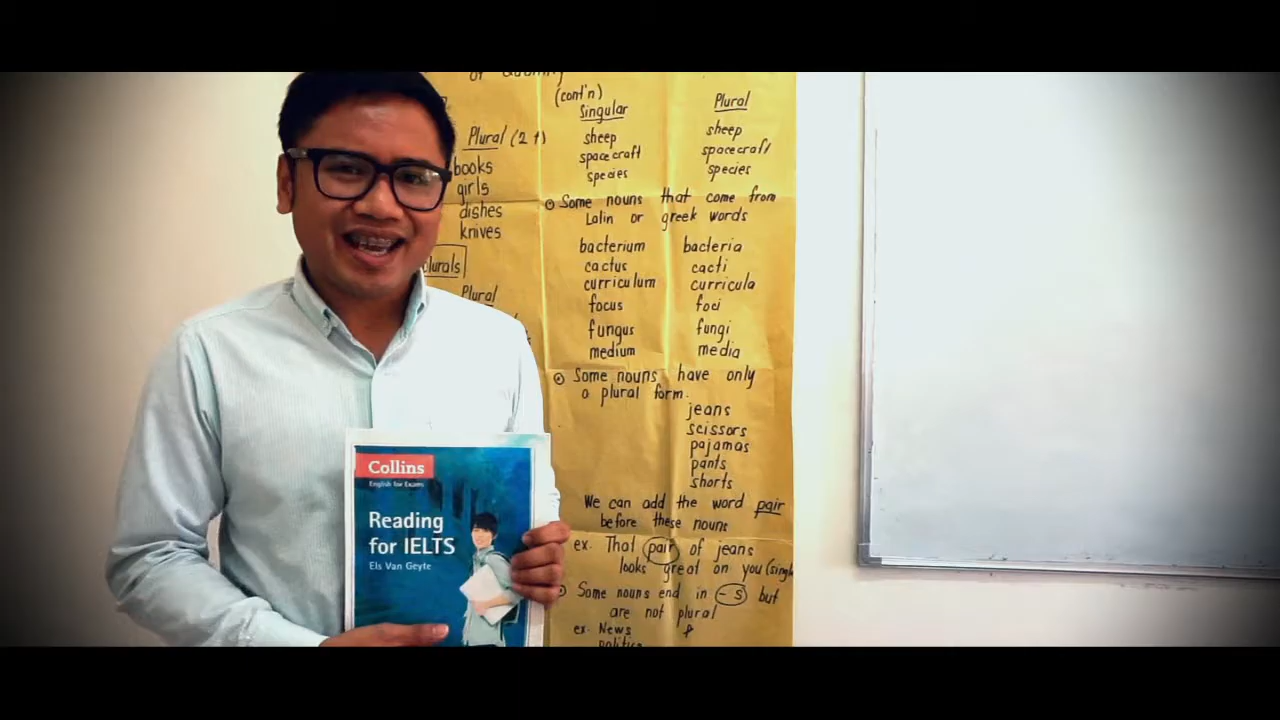 Plural (2+)
books
girls
dishes
knives
plurals
Plural
(cont'n)
Singular
Plural
sheep
sheep
spacecraft
spacecraft
species
species
Some nouns that come from
Latin or greek words
bacterium
bacteria
cactus
cacti
curriculum
curricula
focus
foci
fungus
fungi
medium
media
Some nouns have only
a plural form.
jeans
scissors
pajamas
pants
shorts
We can add the word pair
before these nouns
ex. That pair of jeans
looks great on you
Some nouns end in -s but
are not plural
ex. News
politics
Collins
English for Exams
Reading
for IELTS
Els Van Geyte